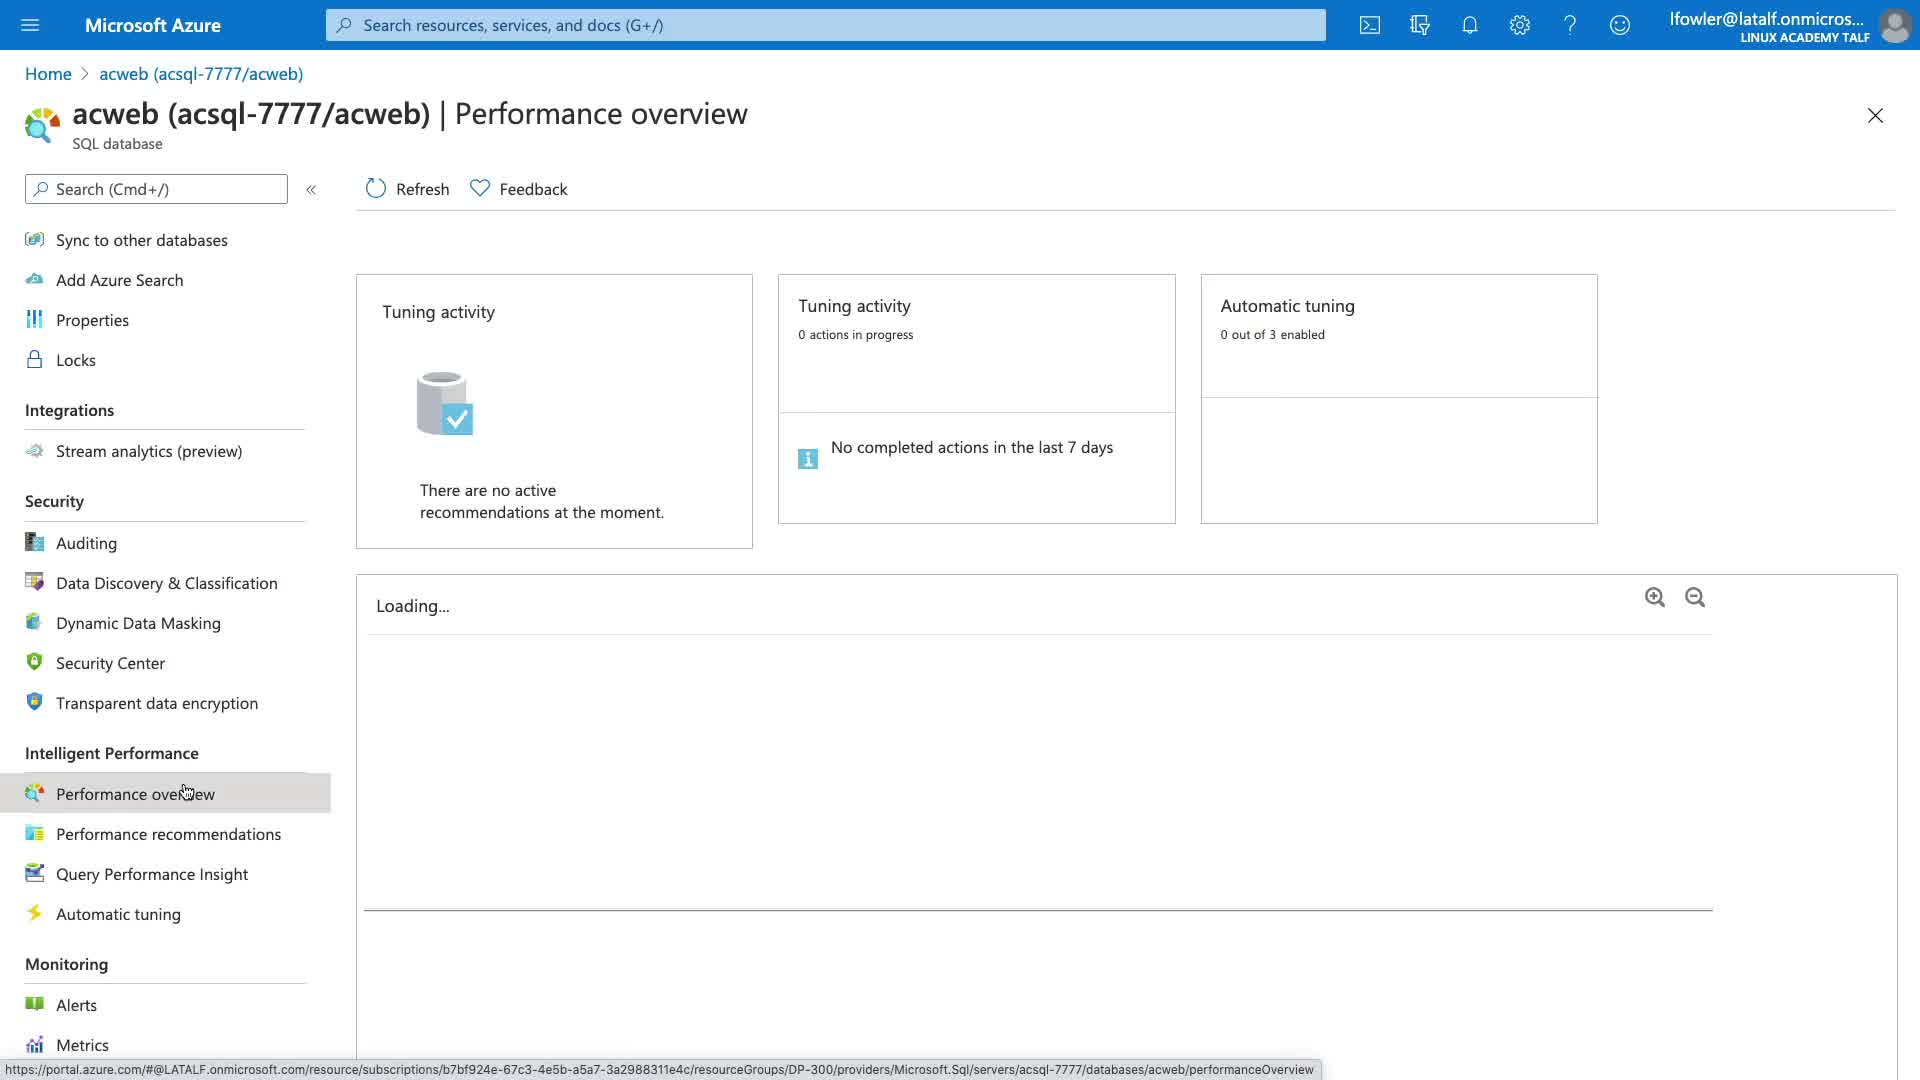 Microsoft Azure
Search resources, services, and docs (G+/)
lfowler@latalf.onmicros...
LINUX ACADEMY TALF
Home > acweb (acsql-7777/acweb)
acweb (acsql-7777/acweb) | Performance overview
SQL database
Search (Cmd+/)
«
Refresh
Feedback
Sync to other databases
Add Azure Search
Properties
Locks
Integrations
Stream analytics (preview)
Security
Auditing
Data Discovery & Classification
Dynamic Data Masking
Security Center
Transparent data encryption
Intelligent Performance
Performance overview
Performance recommendations
Query Performance Insight
Automatic tuning
Monitoring
Alerts
Metrics
Tuning activity
There are no active
recommendations at the moment.
Tuning activity
0 actions in progress
No completed actions in the last 7 days
Automatic tuning
0 out of 3 enabled
Loading...
https://portal.azure.com/#@LATALF.onmicrosoft.com/resource/subscriptions/b7bf924e-67c3-4e5b-a5a7-3a2988311e4c/resourceGroups/DP-300/providers/Microsoft.Sql/servers/acsql-7777/databases/acweb/performanceOverview